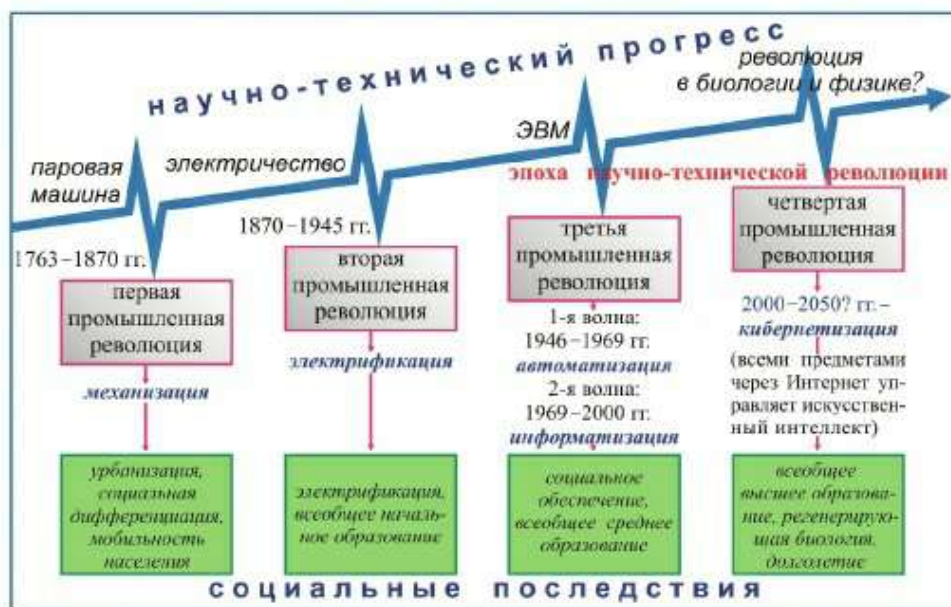 научно-технический прогресс
революция
в биологии и физике?
ЭВМ
электричество
паровая
машина
эпоха научно-технической революции
1763–1870 гг.
первая
промышленная
революция
механизация
урбанизация,
социальная
дифференциация,
мобильность
населения
1870–1945 гг.
вторая
промышленная
революция
электрификация
электрификация,
всеобщее началь-
ное образование
третья
промышленная
революция
1-я волна:
1946–1969 гг.
автоматизация
2-я волна:
1969–2000 гг.
информатизация
социальное
обеспечение,
всеобщее среднее
образование
четвертая
промышленная
революция
2000–2050? гг.–
кибернетизация
(всеми предметами
через Интернет уп-
равляет искусствен-
ный интеллект)
всеобщее
высшее образова-
ние, регенерирую-
щая биология,
долголетие
социальные последствия